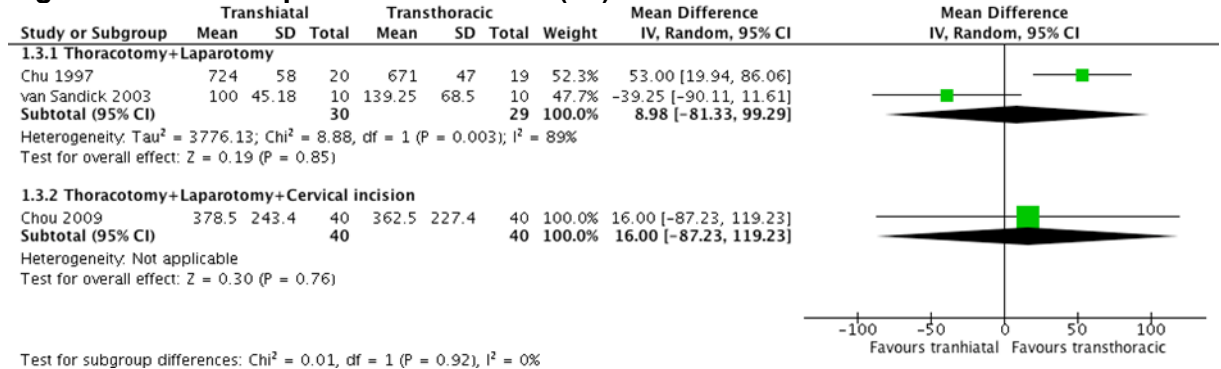 Transhiatal Transthoracic Mean Difference Mean Difference
Study or Subgroup Mean SD Total Mean SD Total Weight IV, Random, 95% CI IV, Random, 95% CI
1.3.1 Thoracotomy+Laparotomy
Chu 1997 724 58 20 671 47 19 52.3% 53.00 [19.94, 86.06]
van Sandick 2003 100 45.18 10 139.25 68.5 10 47.7% -39.25 [-90.11, 11.61]
Subtotal (95% CI) 30 29 100.0% 8.98 [-81.33, 99.29]
Heterogeneity: Tau² = 3776.13; Chi² = 8.88, df = 1 (P = 0.003); I² = 89%
Test for overall effect: Z = 0.19 (P = 0.85)
1.3.2 Thoracotomy+Laparotomy+Cervical incision
Chou 2009 378.5 243.4 40 362.5 227.4 40 100.0% 16.00 [-87.23, 119.23]
Subtotal (95% CI) 40 40 100.0% 16.00 [-87.23, 119.23]
Heterogeneity: Not applicable
Test for overall effect: Z = 0.30 (P = 0.76)
-100 -50 0 50 100
Favours tranhiatal Favours transthoracic
Test for subgroup differences: Chi² = 0.01, df = 1 (P = 0.92), I² = 0%